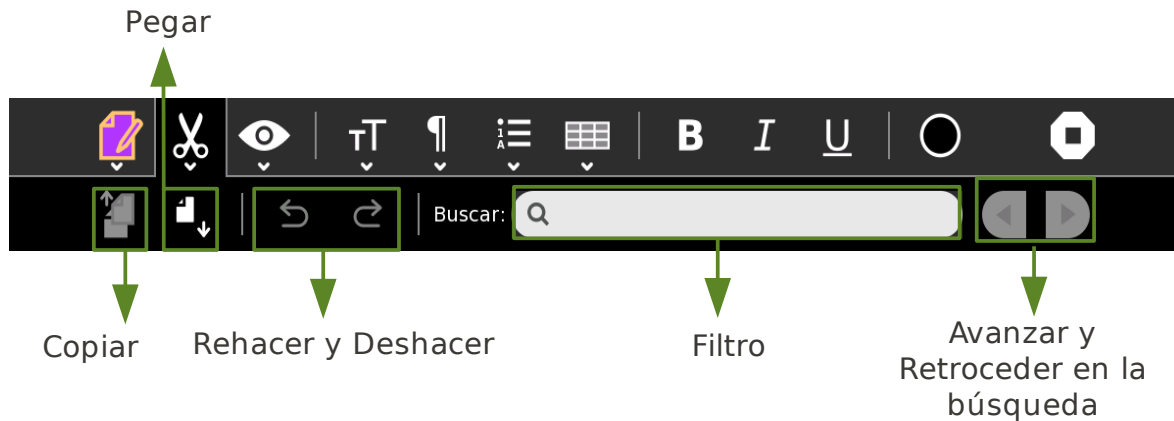 Pegar
B I U
Buscar:
Copiar
Rehacer y Deshacer
Filtro
Avanzar y
Retroceder en la
búsqueda